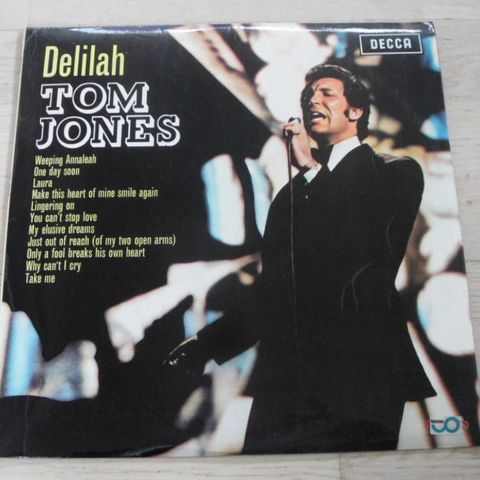 Delilah
DECCA
TOM
JONES
Weeping Annaleah
One day soon
Laura
Make this heart of mine smile again
Lingering on
You can't stop love
My elusive dreams
Just out of reach (of my two open arms)
Only a fool breaks his own heart
Why can't I cry
Take me